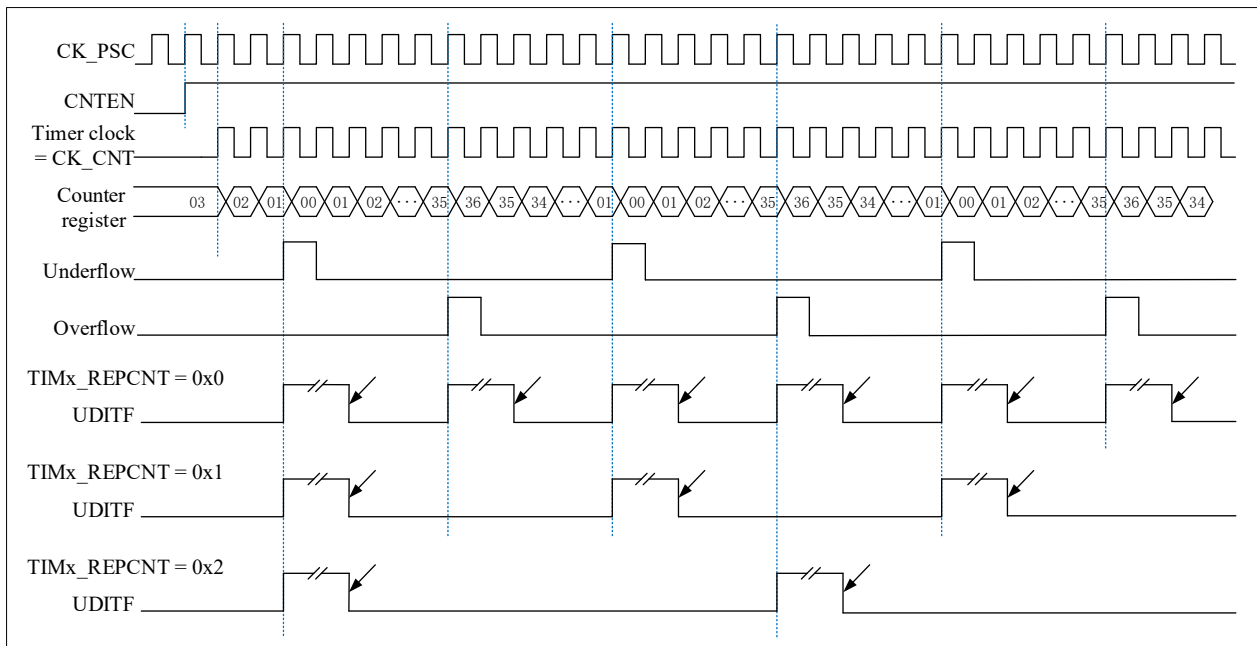 CK_PSC
CNTEN
Timer clock
= CK_CNT
Counter
register
03 02 01 00 01 02 ··· 35 36 35 34 ··· 01 00 01 02 ··· 35 36 35 34 ··· 01 00 01 02 ··· 35 36 35 34
Underflow
Overflow
TIMx_REPCNT = 0x0
UDITF
TIMx_REPCNT = 0x1
UDITF
TIMx_REPCNT = 0x2
UDITF